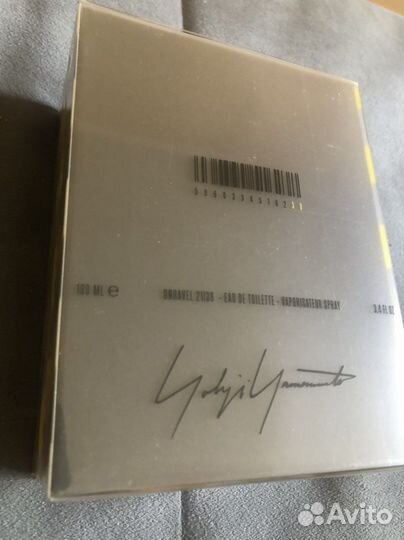 100 ML e
- EAU DE TOILETTE - VAPORISATEUR SPRAY
3.4 FL OZ
Yohji Yamamoto
Avito